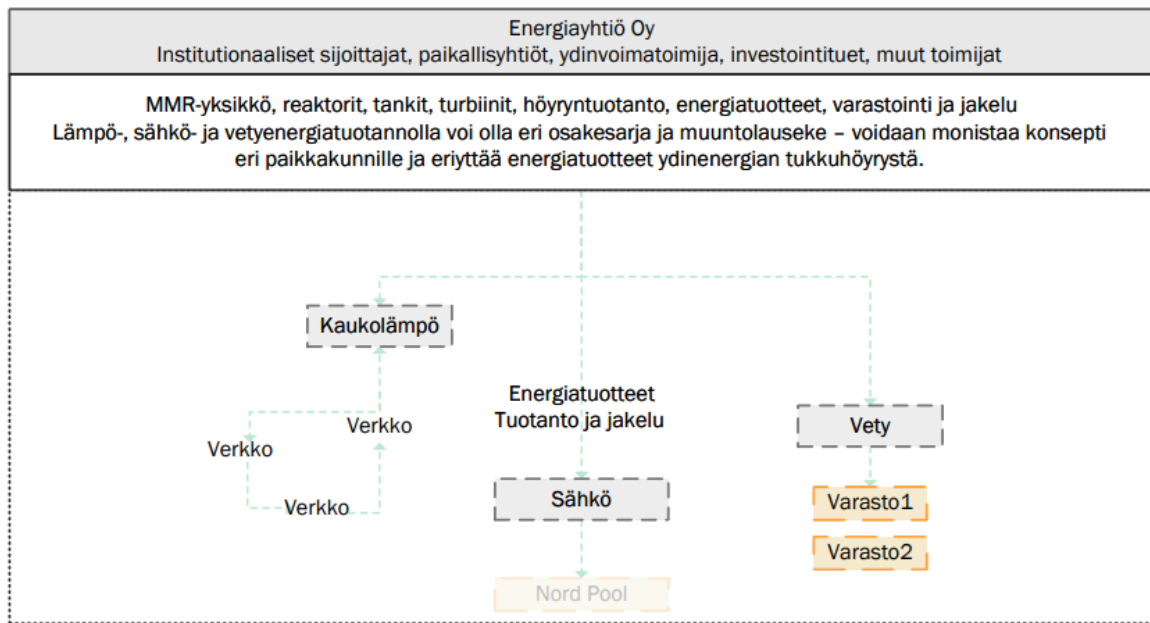 Energiayhtiö Oy
Institutionaaliset sijoittajat, paikallisyhtiöt, ydinvoimatoimija, investointituet, muut toimijat
MMR-yksikkö, reaktorit, tankit, turbiinit, höyryntuotanto, energiatuotteet, varastointi ja jakelu
Lämpö-, sähkö- ja vetyenergiatuotannolla voi olla eri osakesarja ja muuntolauseke – voidaan monistaa konsepti
eri paikkakunnille ja eriyttää energiatuotteet ydinenergian tukkuhöyrystä.
Kaukolämpö
Verkko
Verkko
Verkko
Energiatuotteet
Tuotanto ja jakelu
Sähkö
Nord Pool
Vety
Varasto1
Varasto2